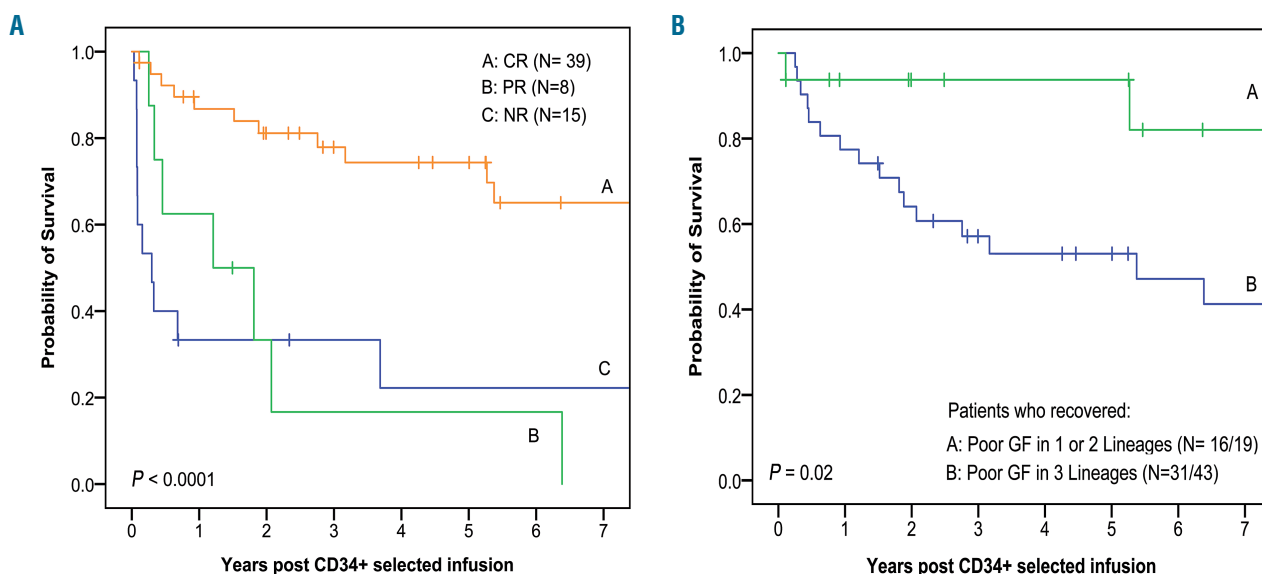 A
Probability of Survival
1.0
0.8
0.6
0.4
0.2
0.0
A: CR (N= 39)
B: PR (N=8)
C: NR (N=15)
A
C
B
P < 0.0001
0 1 2 3 4 5 6 7
Years post CD34+ selected infusion
B
Probability of Survival
1.0
0.8
0.6
0.4
0.2
0.0
A
B
Patients who recovered:
A: Poor GF in 1 or 2 Lineages (N= 16/19)
B: Poor GF in 3 Lineages (N=31/43)
P = 0.02
0 1 2 3 4 5 6 7
Years post CD34+ selected infusion